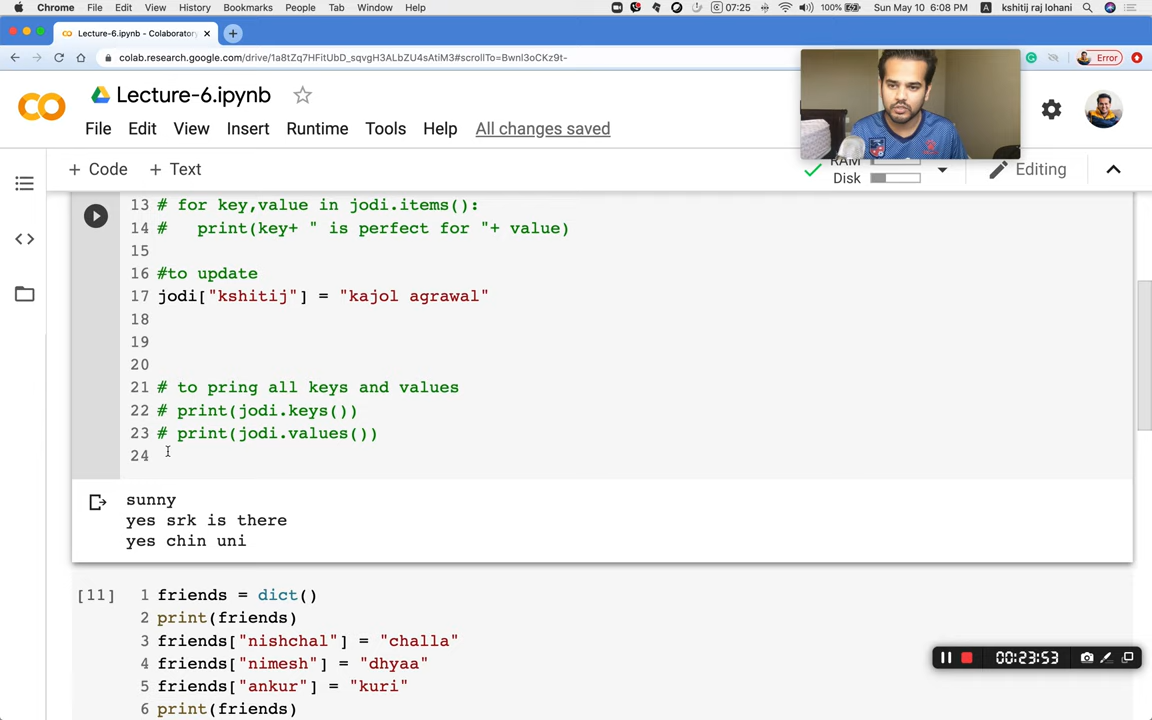 Chrome File Edit View History Bookmarks People Tab Window Help 07:25 100% Sun May 10 6:08 PM A kshitij raj lohani
Lecture-6.ipynb - Colaborator
colab.research.google.com/drive/1a8tZq7HFitUbD_sqvgH3ALbZU4sAtiM3#scrollTo=BwnI3oCKz9t-
Error
Lecture-6.ipynb
File Edit View Insert Runtime Tools Help All changes saved
+ Code + Text
RAM
Disk
Editing
13 # for key,value in jodi.items():
14 #   print(key+ " is perfect for "+ value)
15
16 #to update
17 jodi["kshitij"] = "kajol agrawal"
18
19
20
21 # to pring all keys and values
22 # print(jodi.keys())
23 # print(jodi.values())
24
sunny
yes srk is there
yes chin uni
[11] 1 friends = dict()
2 print(friends)
3 friends["nishchal"] = "challa"
4 friends["nimesh"] = "dhyaa"
5 friends["ankur"] = "kuri"
6 print(friends)
00:23:53